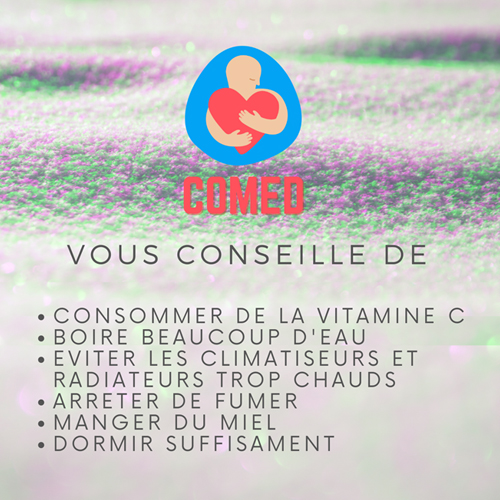 COMED
VOUS CONSEILLE DE
• CONSOMMER DE LA VITAMINE C
• BOIRE BEAUCOUP D'EAU
• EVITER LES CLIMATISEURS ET
RADIATEURS TROP CHAUDS
• ARRETER DE FUMER
• MANGER DU MIEL
• DORMIR SUFFISAMENT